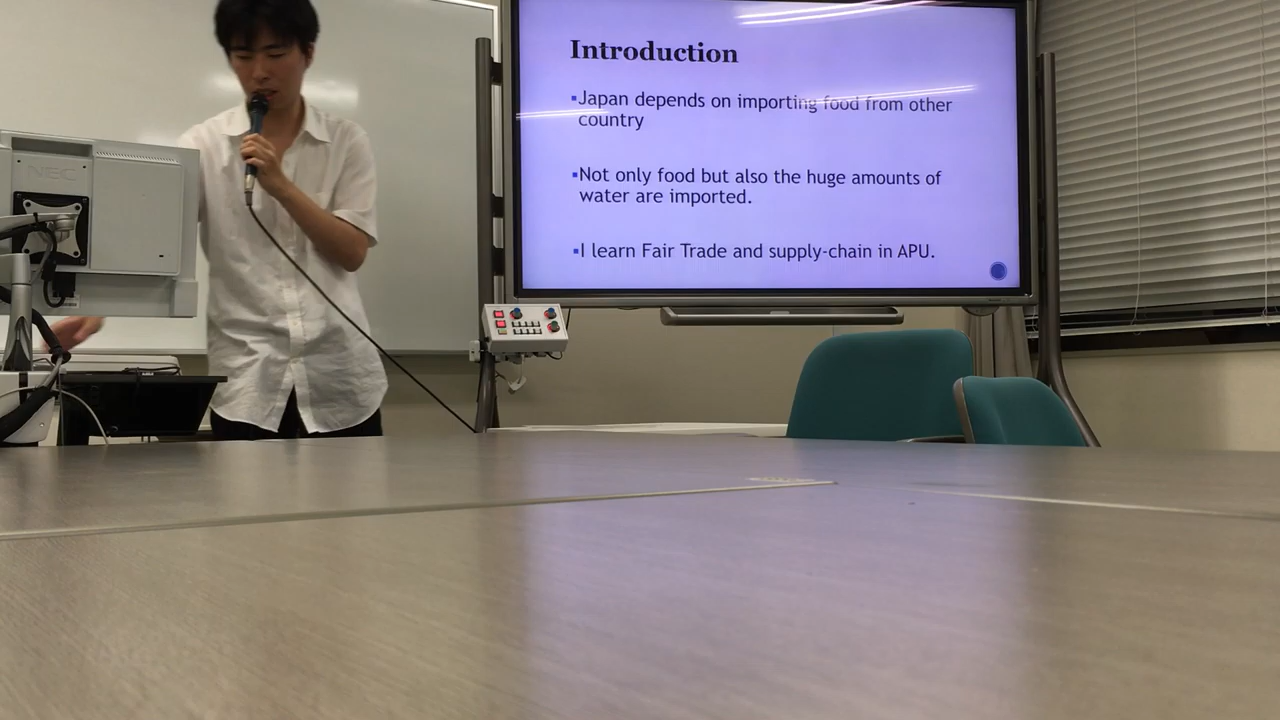 Introduction
▪Japan depends on importing food from other
country
▪Not only food but also the huge amounts of
water are imported.
▪I learn Fair Trade and supply-chain in APU.
NEC